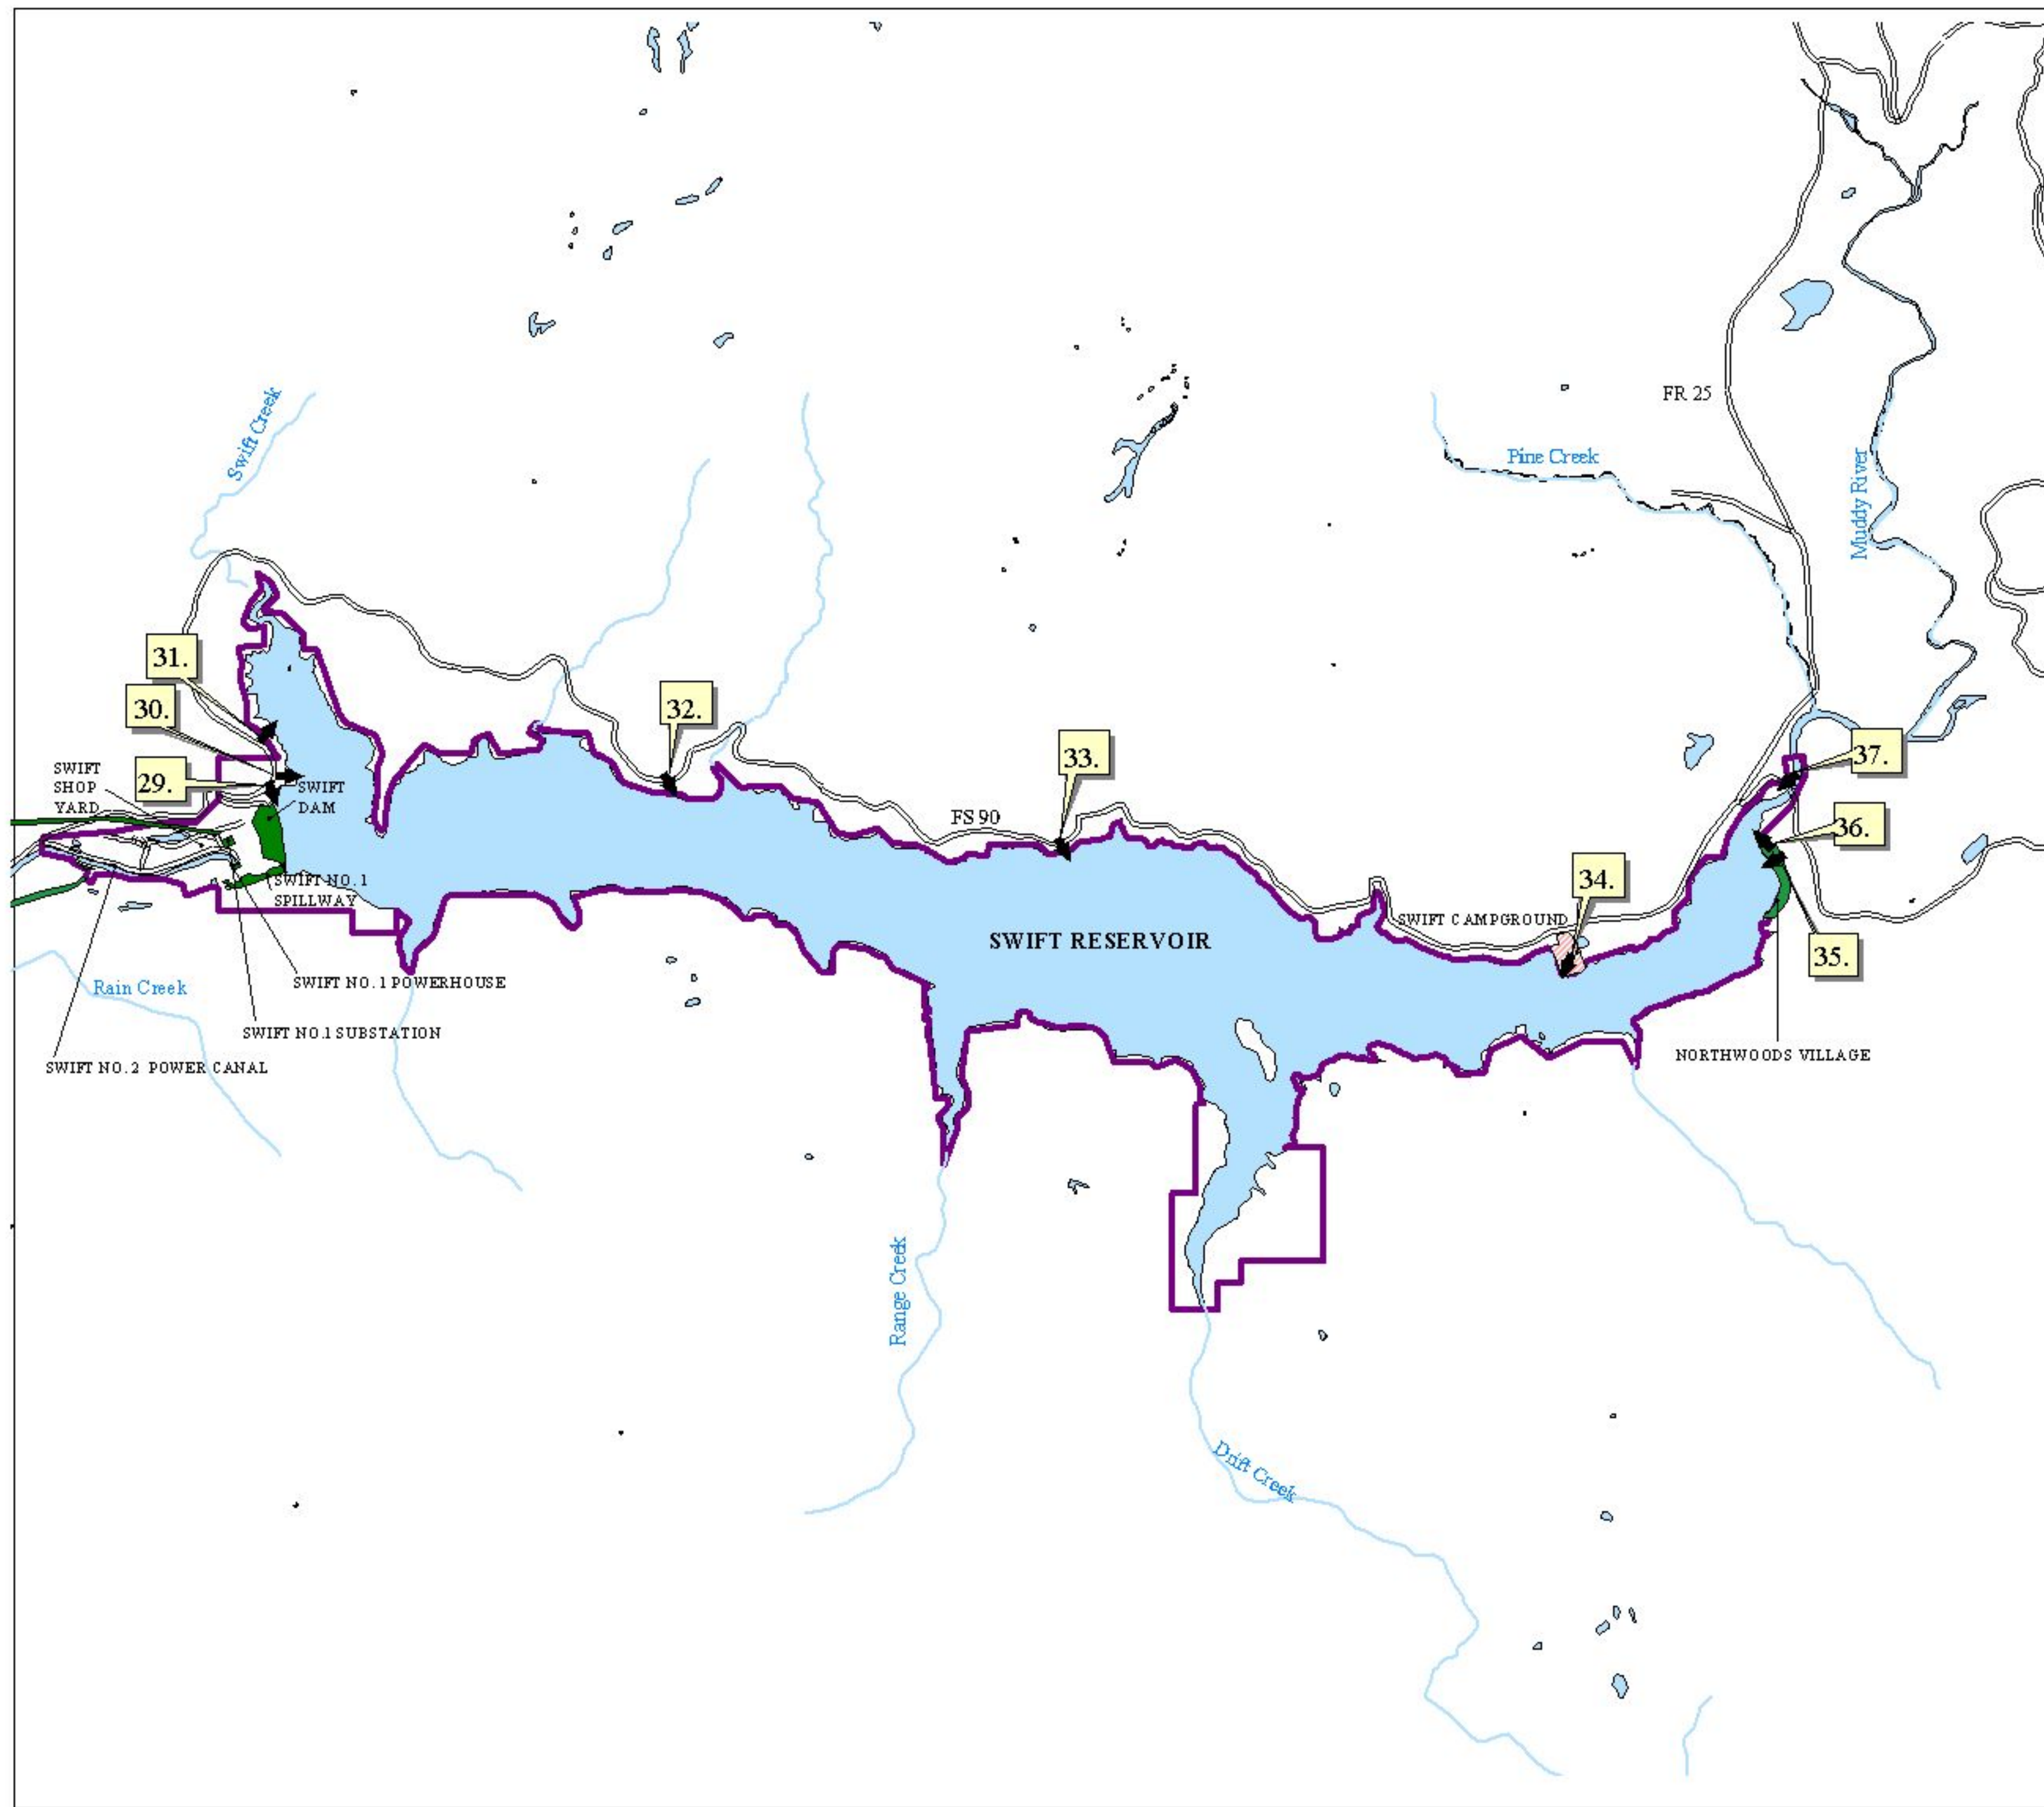 FR 25
Swift Creek
Pine Creek
Muddy River
31.
30.
32.
33.
37.
29.
SWIFT
SHOP
YARD
SWIFT
DAM
FS 90
36.
34.
35.
SWIFT NO. 1
SPILLWAY
SWIFT CAMPGROUND
SWIFT RESERVOIR
SWIFT NO. 1 POWERHOUSE
Rain Creek
SWIFT NO.1 SUBSTATION
SWIFT NO. 2 POWER CANAL
NORTHWOODS VILLAGE
Range Creek
Drift Creek